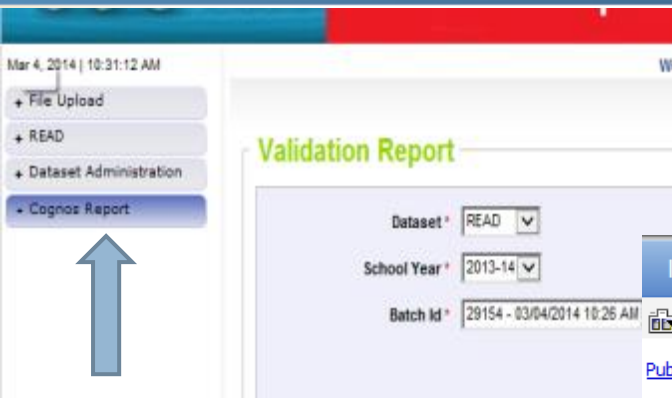 Mar 4, 2014 | 10:31:12 AM
+ File Upload
+ READ
+ Dataset Administration
- Cognos Report
Validation Report
Dataset * READ
School Year * 2013-14
Batch Id * 29154 - 03/04/2014 10:26 AM